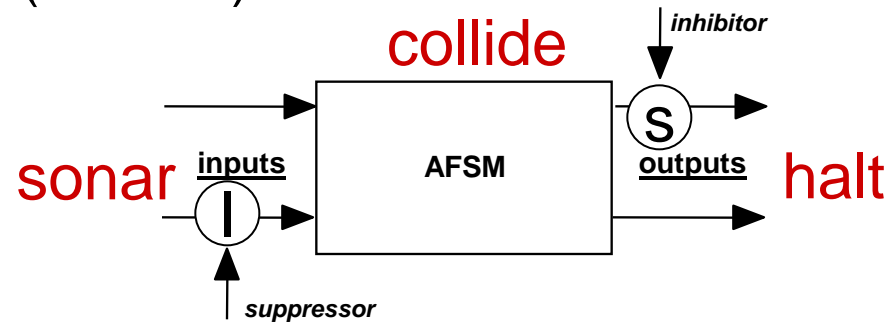 inhibitor
collide
S
sonar
inputs
AFSM
outputs
halt
I
suppressor